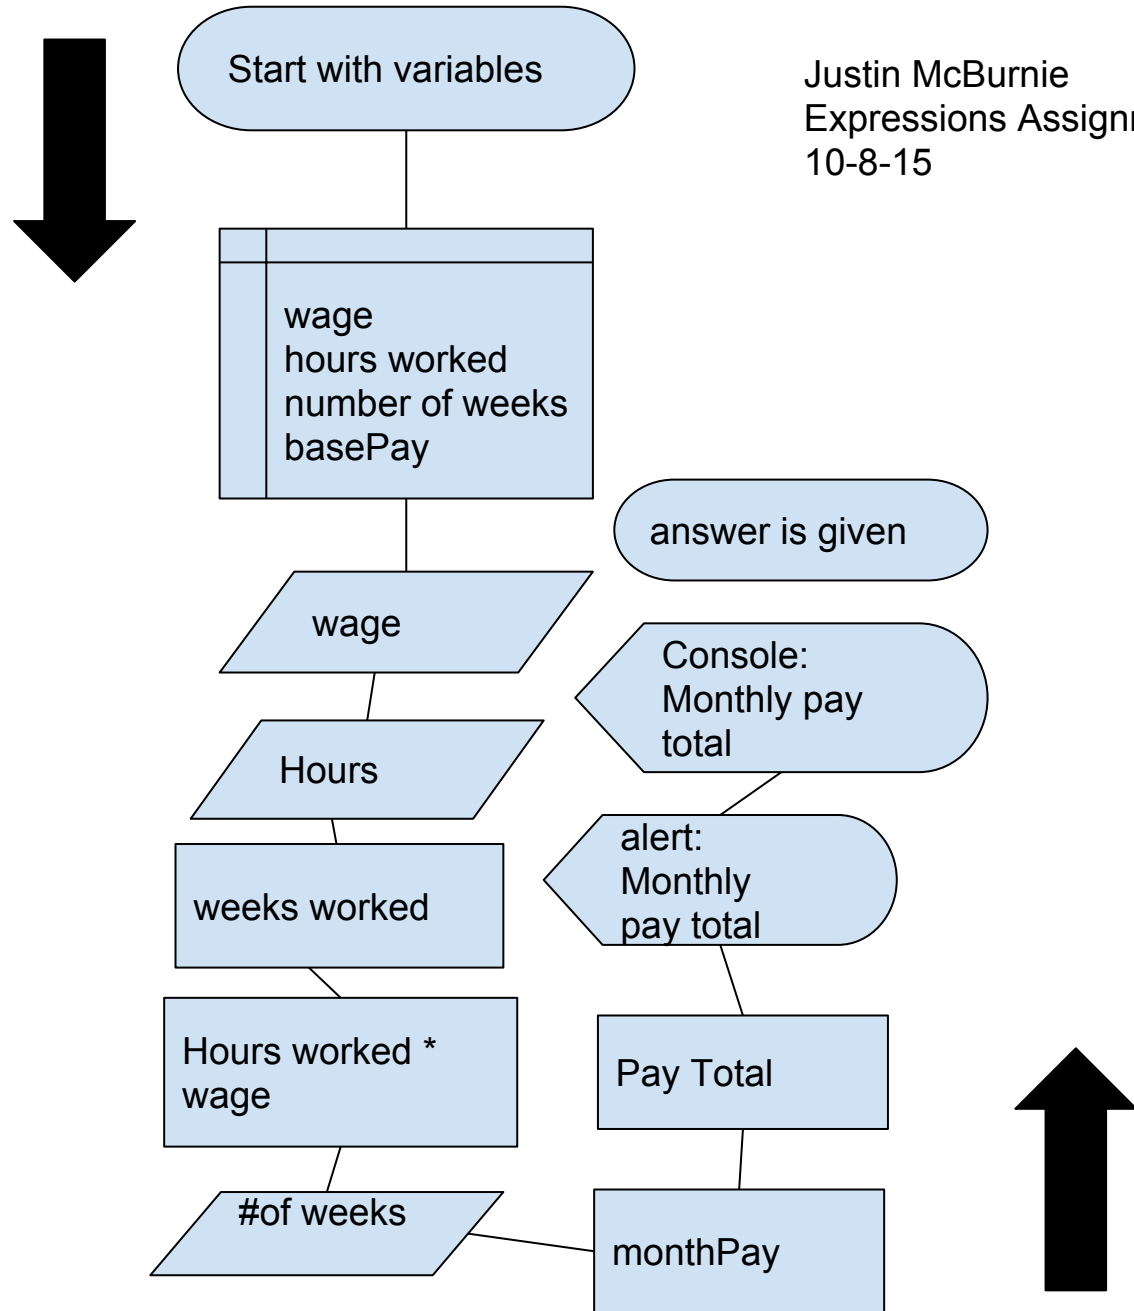 Start with variables
Justin McBurnie
Expressions
10-8-15
wage
hours worked
number of weeks
basePay
wage
Hours
weeks worked
Hours worked *
wage
#of weeks
monthPay
Pay Total
alert:
Monthly
pay total
Console:
Monthly pay
total
answer is given